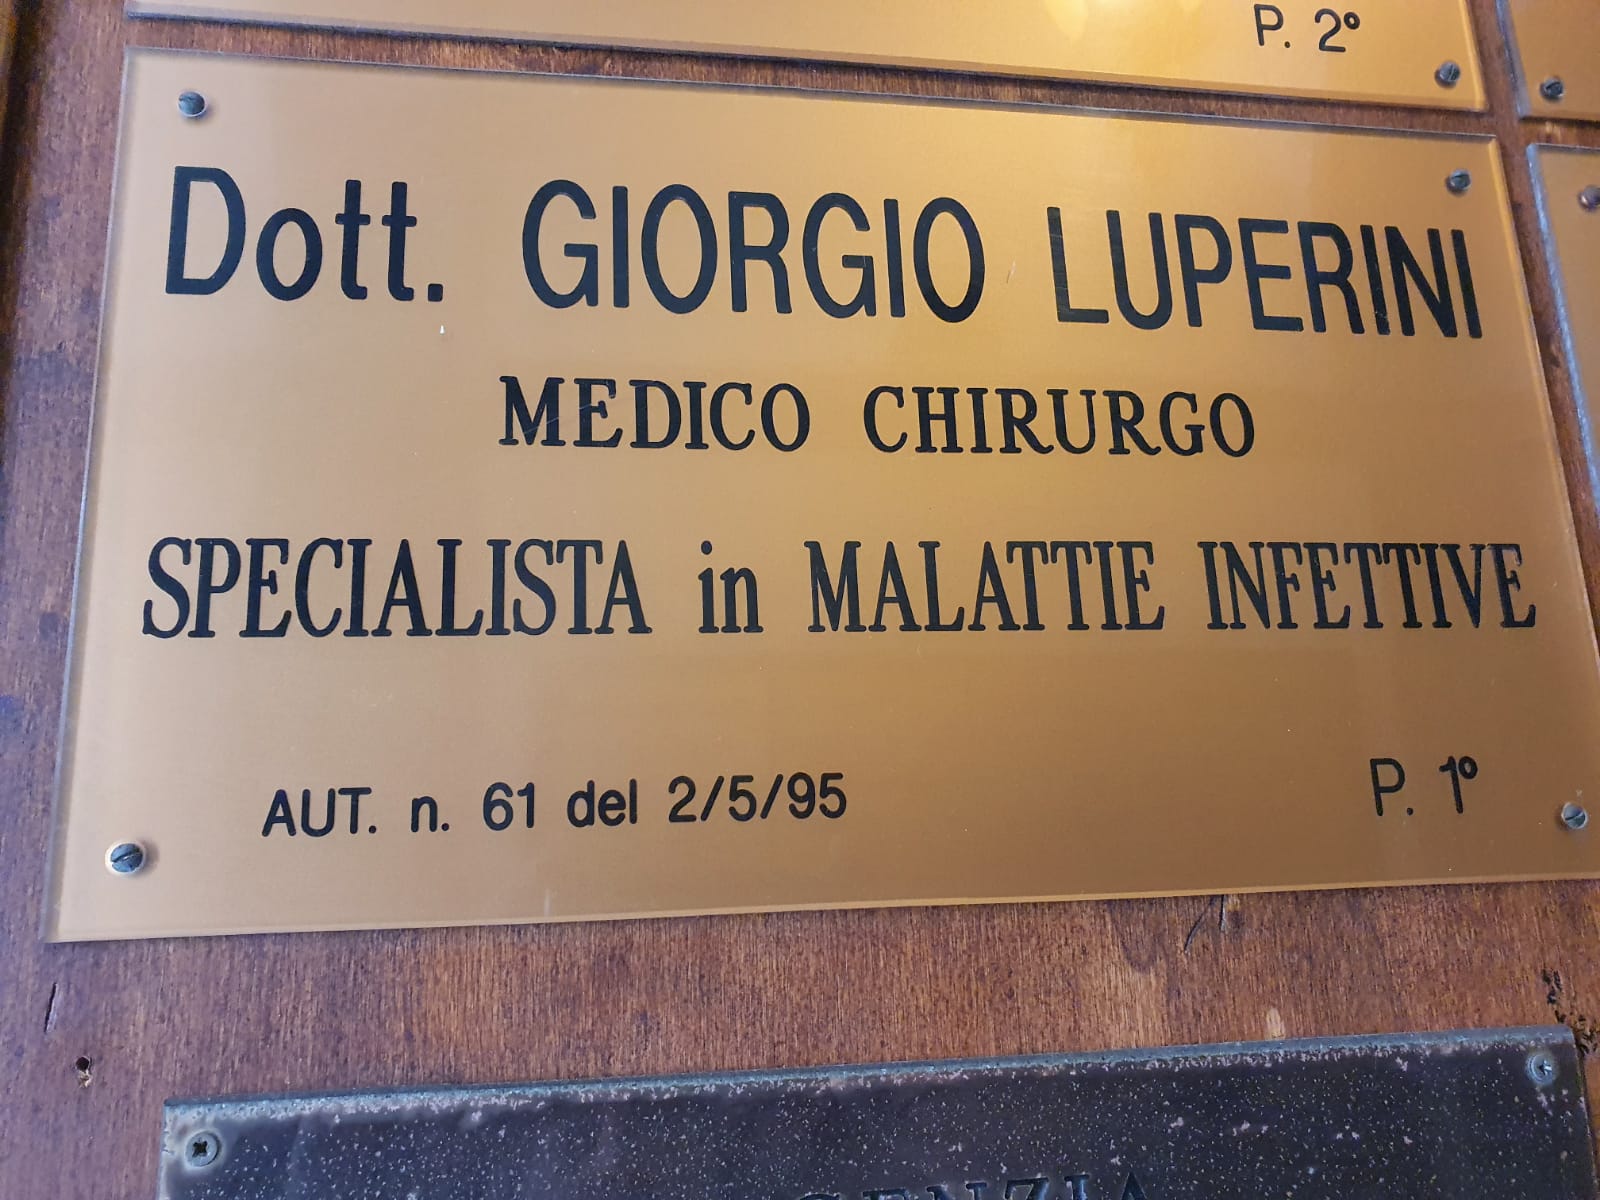 P. 2°
Dott. GIORGIO LUPERINI
MEDICO CHIRURGO
SPECIALISTA in MALATTIE INFETTIVE
AUT. n. 61 del 2/5/95 P. 1°